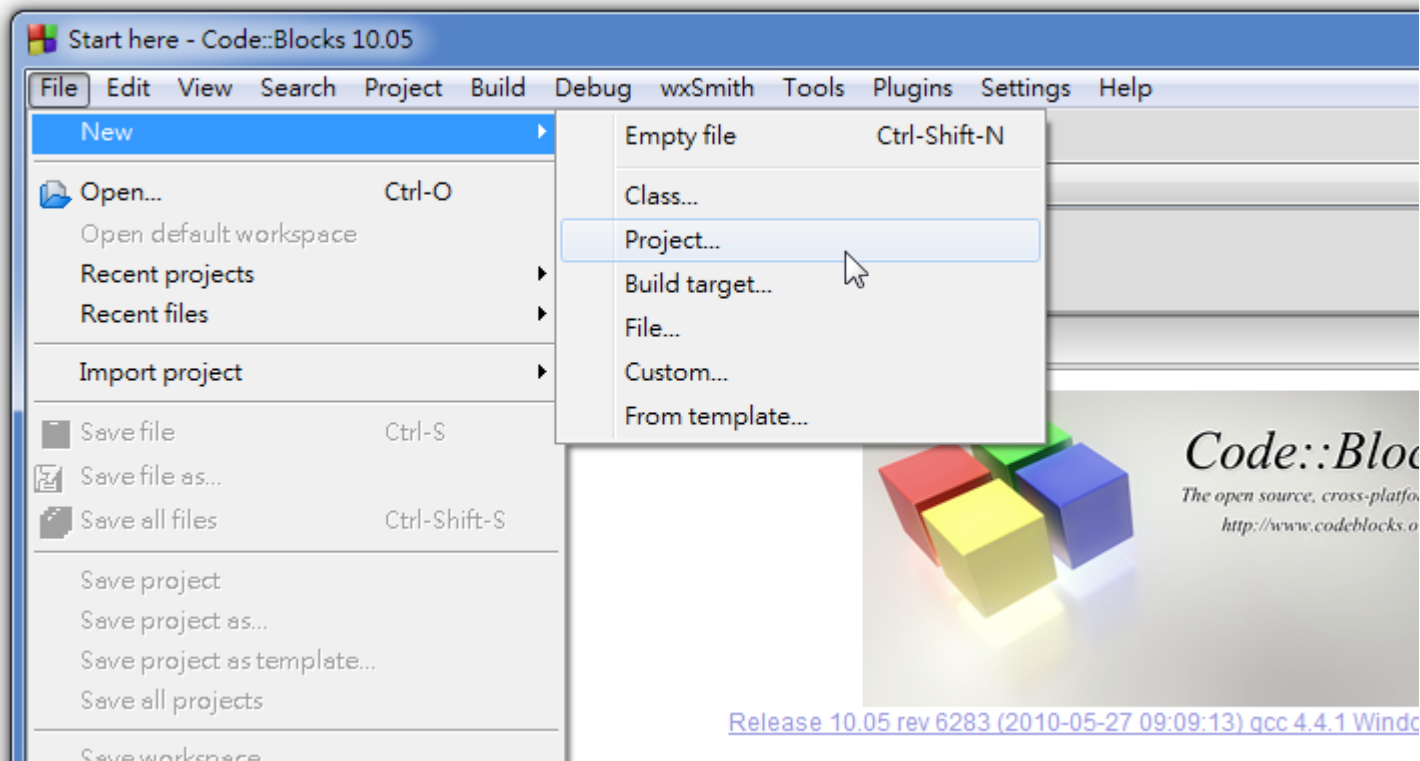 Start here - Code::Blocks 10.05
File Edit View Search Project Build Debug wxSmith Tools Plugins Settings Help
New
Open... Ctrl-O
Open default workspace
Recent projects
Recent files
Import project
Save file Ctrl-S
Save file as...
Save all files Ctrl-Shift-S
Save project
Save project as...
Save project as template...
Save all projects
Save workspace
Empty file Ctrl-Shift-N
Class...
Project...
Build target...
File...
Custom...
From template...
Code::Bloc
The open source, cross-platfo
http://www.codeblocks.o
Release 10.05 rev 6283 (2010-05-27 09:09:13) gcc 4.4.1 Windo